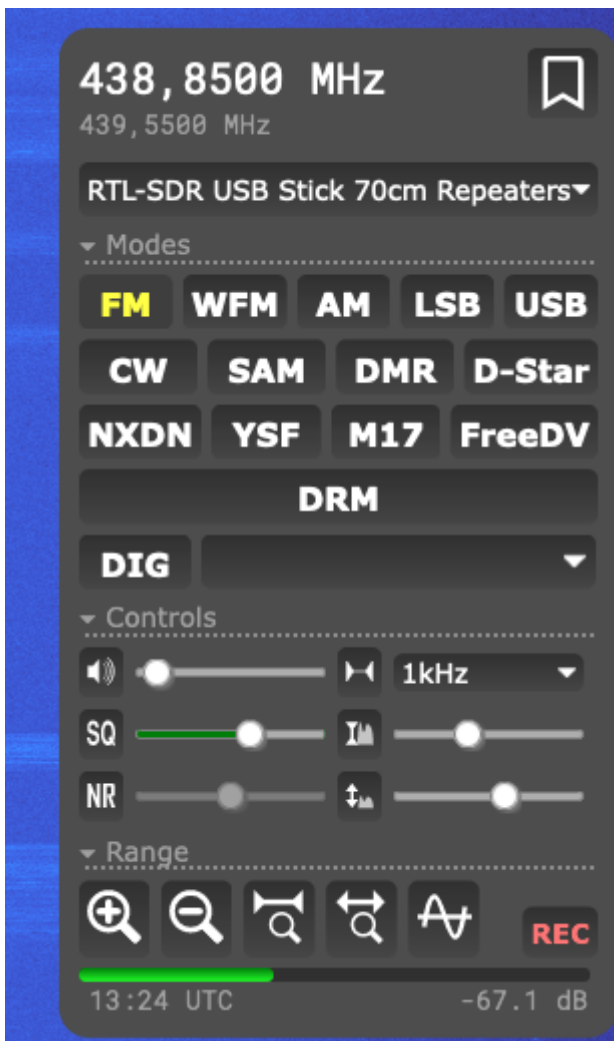 438,8500 MHz
439,5500 MHz
RTL-SDR USB Stick 70cm Repeaters
Modes
FM WFM AM LSB USB
CW SAM DMR D-Star
NXDN YSF M17 FreeDV
DRM
DIG
Controls
1kHz
SQ
NR
Range
REC
13:24 UTC -67.1 dB